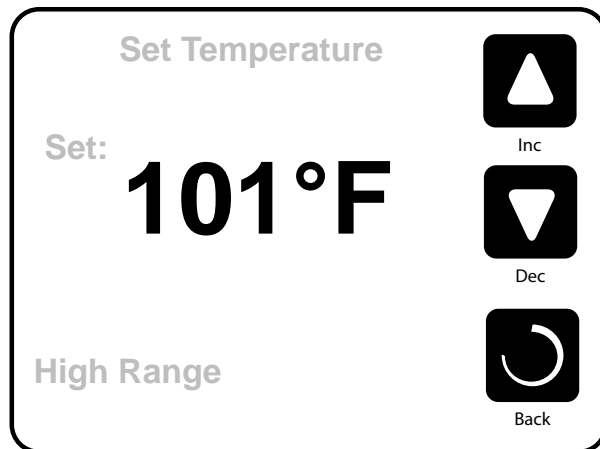 Set Temperature
Set:
101°F
High Range
Inc
Dec
Back